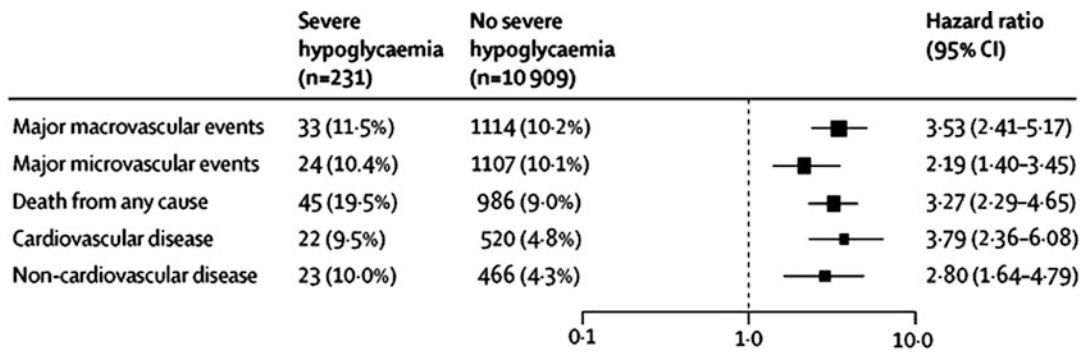 Severe hypoglycaemia (n=231)
No severe hypoglycaemia (n=10 909)
Hazard ratio (95% CI)
Major macrovascular events 33 (11·5%) 1114 (10·2%) 3·53 (2·41–5·17)
Major microvascular events 24 (10.4%) 1107 (10·1%) 2·19 (1·40–3·45)
Death from any cause 45 (19·5%) 986 (9·0%) 3·27 (2·29–4·65)
Cardiovascular disease 22 (9·5%) 520 (4·8%) 3·79 (2·36–6·08)
Non-cardiovascular disease 23 (10·0%) 466 (4·3%) 2·80 (1·64–4·79)
0·1 1·0 10·0